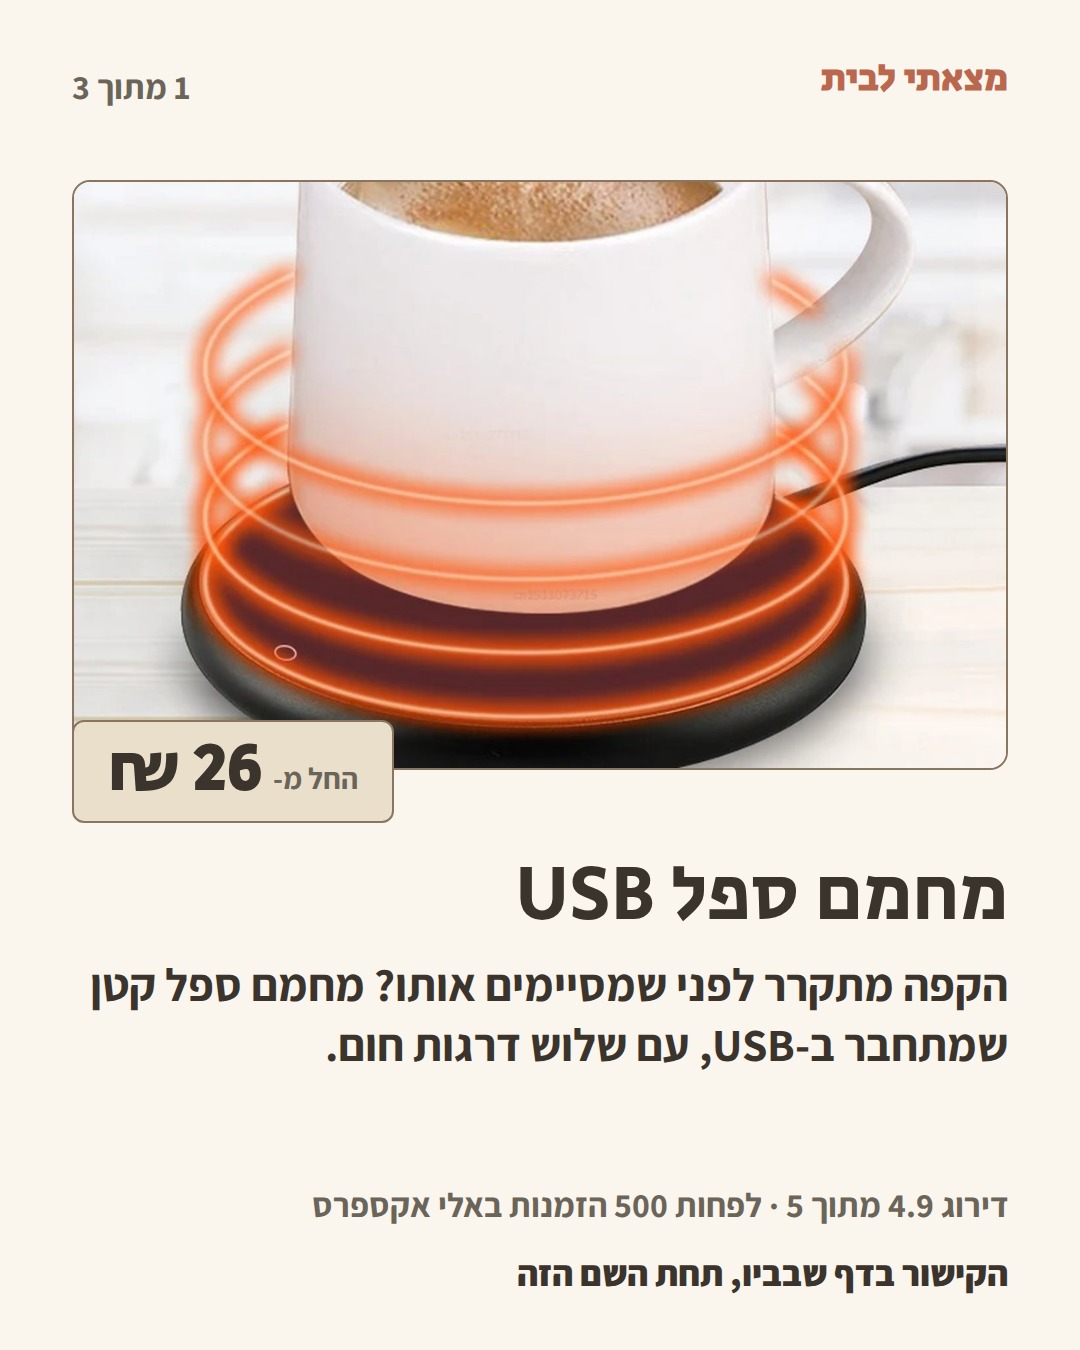 מצאתי לבית
1 מתוך 3
החל מ- 26 ₪
מחמם ספל USB
הקפה מתקרר לפני שמסיימים אותו? מחמם ספל קטן
שמתחבר ב-USB, עם שלוש דרגות חום.
דירוג 4.9 מתוך 5 · לפחות 500 הזמנות באלי אקספרס
הקישור בדף שבביו, תחת השם הזה